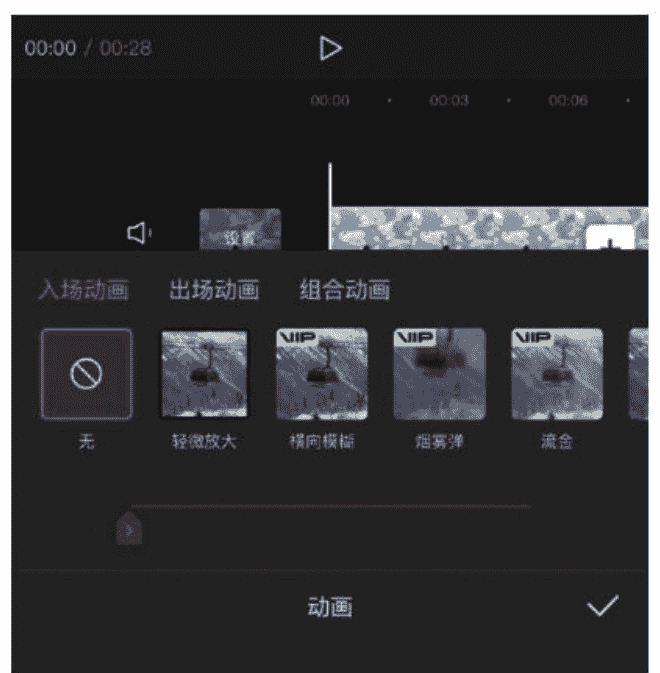 00:00 / 00:28
00:00 · 00:03 · 00:06 ·
设置
入场动画 出场动画 组合动画
VIP VIP VIP
无 轻微放大 横向模糊 烟雾弹 流金
动画